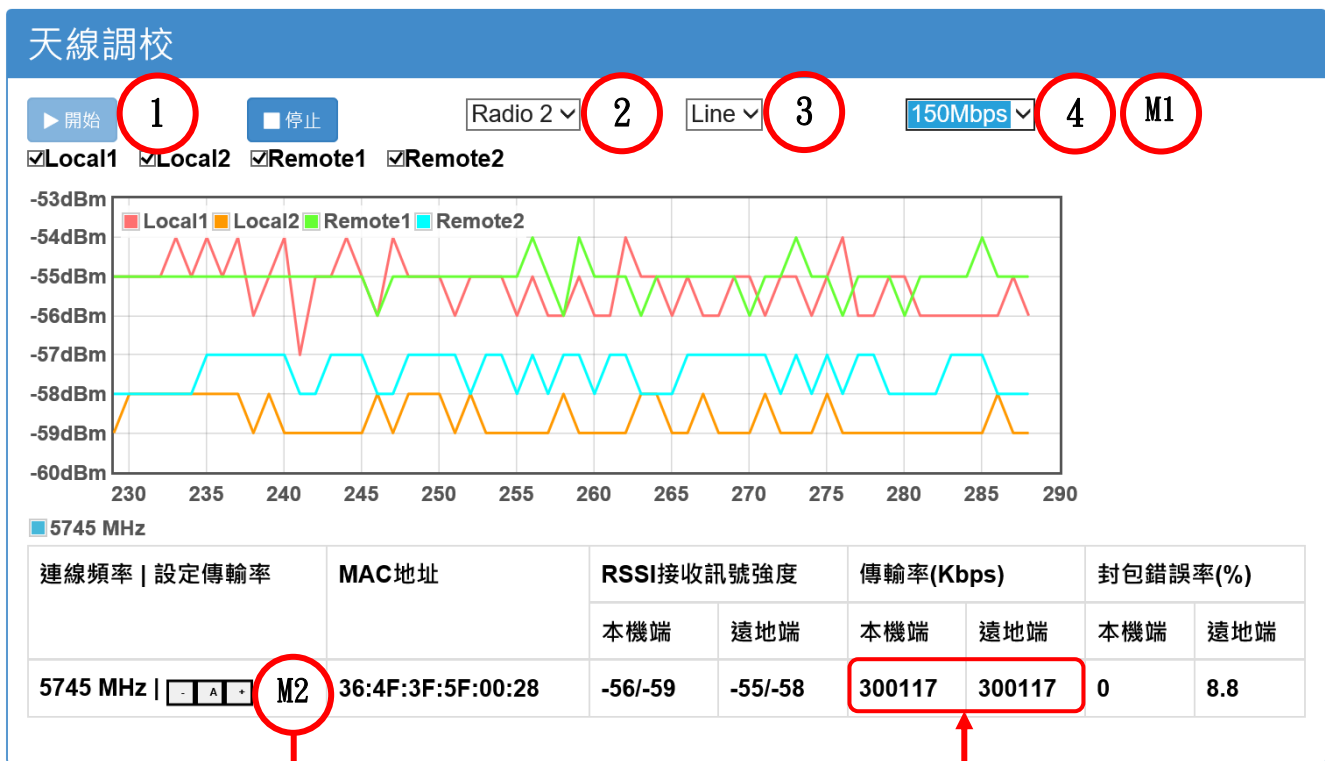 天線調校
▶開始 1 ■停止 Radio 2 2 Line 3 150Mbps 4 M1
Local1 Local2 Remote1 Remote2
-53dBm
Local1 Local2 Remote1 Remote2
-54dBm
-55dBm
-56dBm
-57dBm
-58dBm
-59dBm
-60dBm
230 235 240 245 250 255 260 265 270 275 280 285 290
5745 MHz
連線頻率 | 設定傳輸率 MAC地址 RSSI接收訊號強度 傳輸率(Kbps) 封包錯誤率(%)
本機端 遠地端 本機端 遠地端 本機端 遠地端
5745 MHz | - A + M2 36:4F:3F:5F:00:28 -56/-59 -55/-58 300117 300117 0 8.8